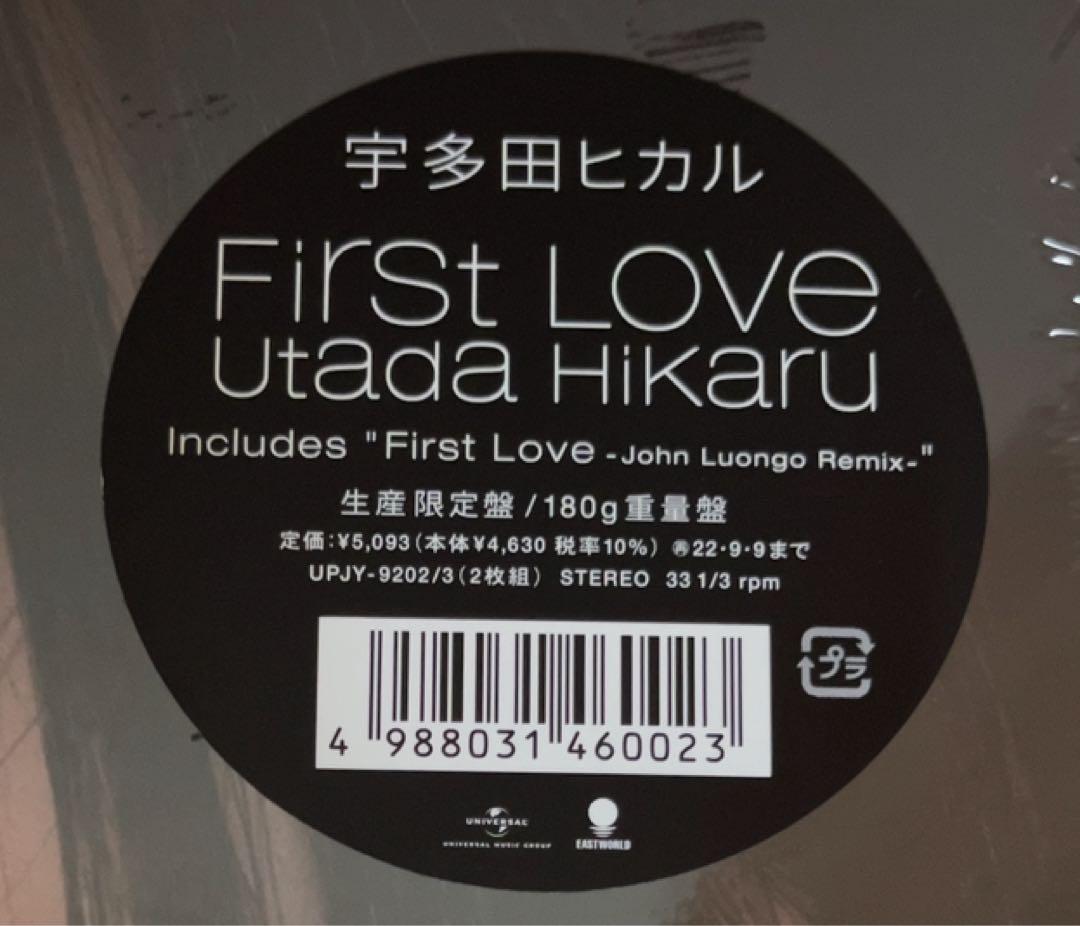 宇多田ヒカル
First Love
Utada Hikaru
Includes "First Love -John Luongo Remix-"
生産限定盤/180g重量盤
定価:¥5,093(本体¥4,630 税率10%) ㊐22・9・9まで
UPJY-9202/3(2枚組) STEREO 33 1/3 rpm
プラ
4 988031 460023
UNIVERSAL
UNIVERSAL MUSIC GROUP
EASTWORLD